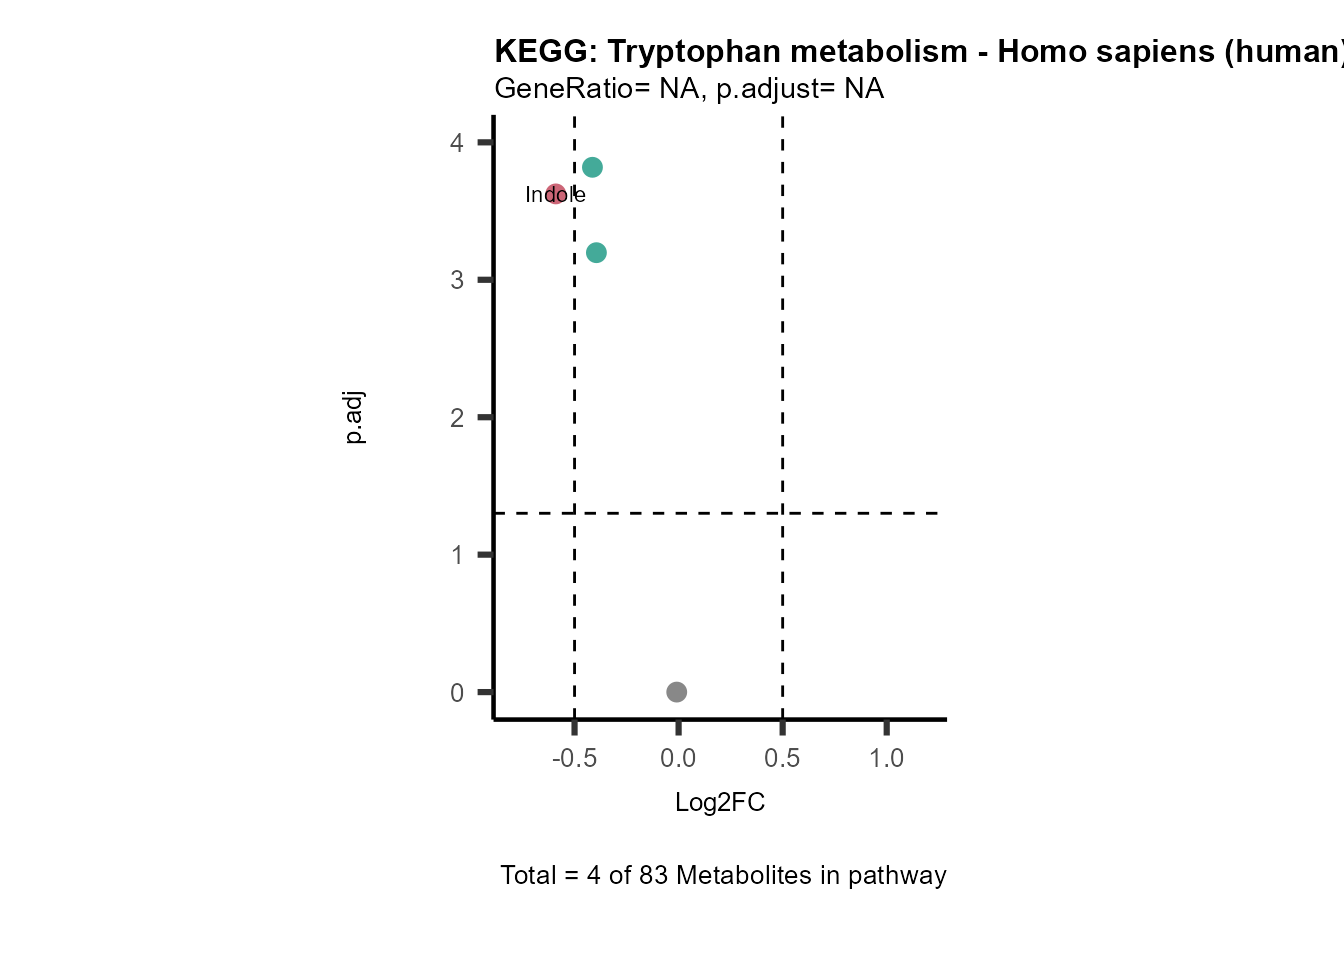 KEGG: Tryptophan metabolism - Homo sapiens (human)
GeneRatio= NA, p.adjust= NA
4
Indole
3
p.adj
2
1
0
-0.5 0.0 0.5 1.0
Log2FC
Total = 4 of 83 Metabolites in pathway